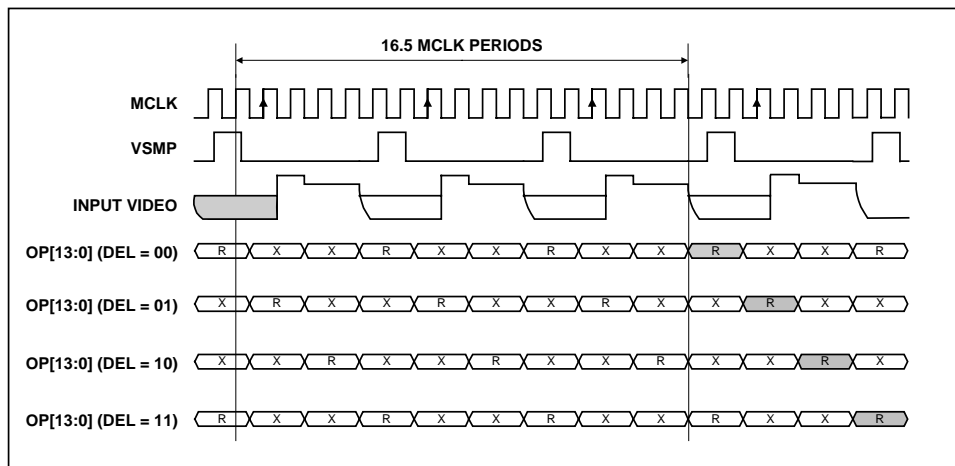 16.5 MCLK PERIODS
MCLK
VSMP
INPUT VIDEO
OP[13:0] (DEL = 00) R X X R X X R X X R X X R
OP[13:0] (DEL = 01) X R X X R X X R X X R X X
OP[13:0] (DEL = 10) X X R X X R X X R X X R X
OP[13:0] (DEL = 11) R X X R X X R X X R X X R